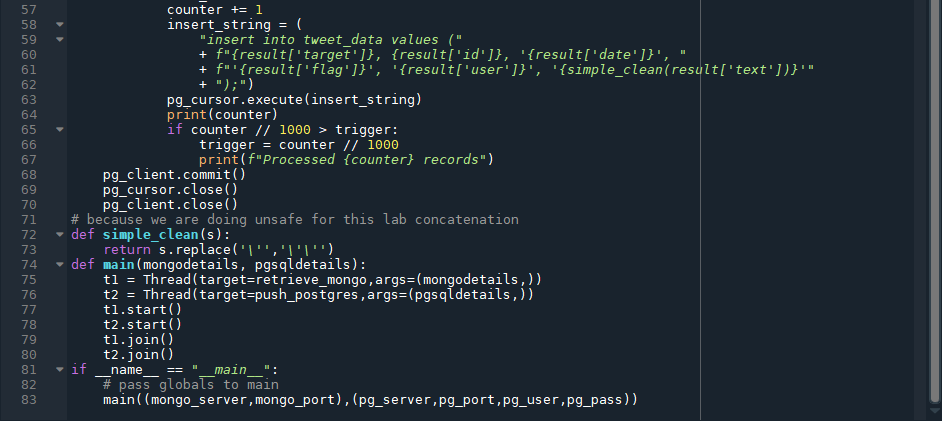 57 counter += 1
58 insert_string = (
59 "insert into tweet_data values ("
60 + f"{result['target']}, {result['id']}, '{result['date']}', "
61 + f"'{result['flag']}', '{result['user']}', '{simple_clean(result['text'])}'"
62 + ");")
63 pg_cursor.execute(insert_string)
64 print(counter)
65 if counter // 1000 > trigger:
66 trigger = counter // 1000
67 print(f"Processed {counter} records")
68 pg_client.commit()
69 pg_cursor.close()
70 pg_client.close()
71 # because we are doing unsafe for this lab concatenation
72 def simple_clean(s):
73 return s.replace('\'','\'\'')
74 def main(mongodetails, pgsqldetails):
75 t1 = Thread(target=retrieve_mongo,args=(mongodetails,))
76 t2 = Thread(target=push_postgres,args=(pgsqldetails,))
77 t1.start()
78 t2.start()
79 t1.join()
80 t2.join()
81 if __name__ == "__main__":
82 # pass globals to main
83 main((mongo_server,mongo_port),(pg_server,pg_port,pg_user,pg_pass))